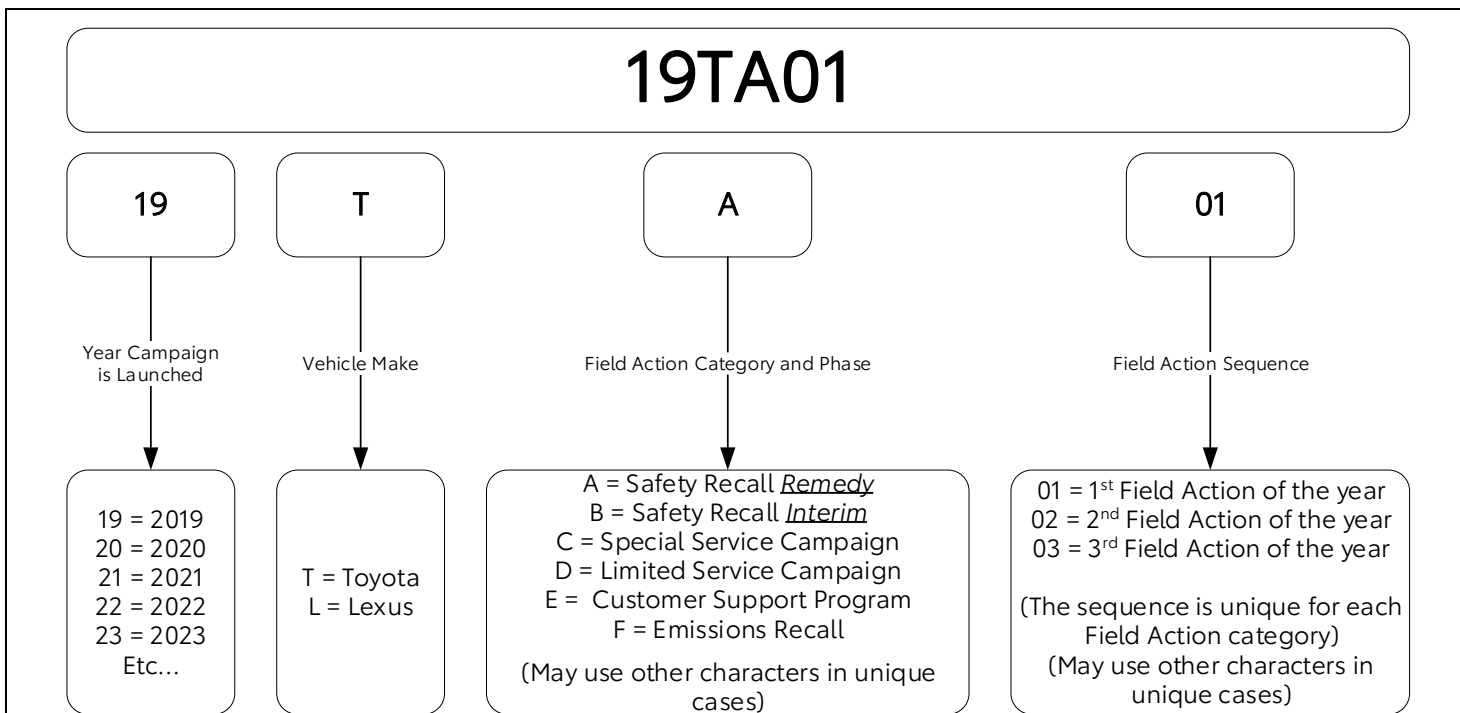 19TA01
19
T
A
01
Year Campaign
is Launched
Vehicle Make
Field Action Category and Phase
Field Action Sequence
19 = 2019
20 = 2020
21 = 2021
22 = 2022
23 = 2023
Etc...
T = Toyota
L = Lexus
A = Safety Recall Remedy
B = Safety Recall Interim
C = Special Service Campaign
D = Limited Service Campaign
E =  Customer Support Program
F = Emissions Recall
(May use other characters in unique
cases)
01 = 1st Field Action of the year
02 = 2nd Field Action of the year
03 = 3rd Field Action of the year
(The sequence is unique for each
Field Action category)
(May use other characters in
unique cases)